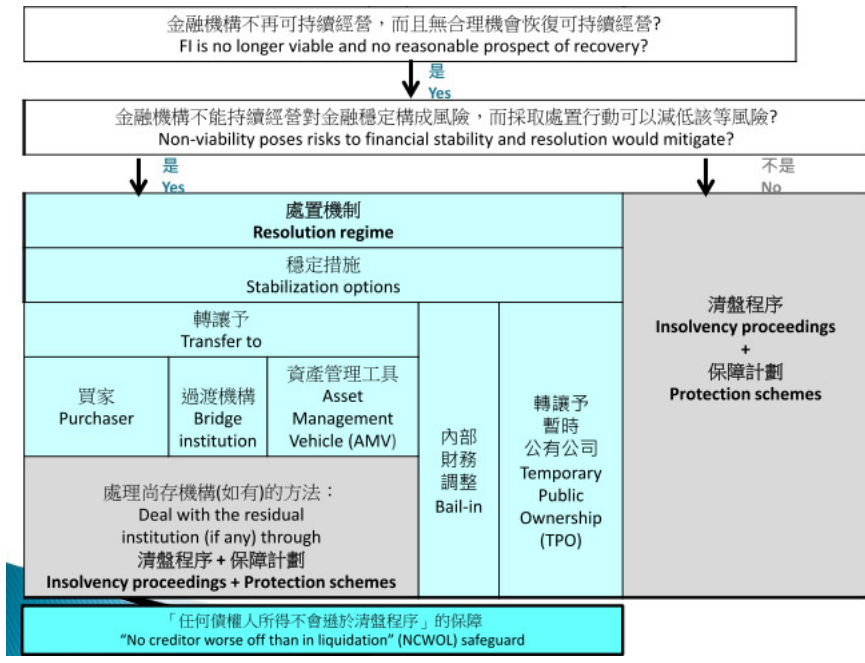 金融機構不再可持續經營，而且無合理機會恢復可持續經營?
FI is no longer viable and no reasonable prospect of recovery?
是
Yes
金融機構不能持續經營對金融穩定構成風險，而採取處置行動可以減低該等風險?
Non-viability poses risks to financial stability and resolution would mitigate?
是
Yes
不是
No
處置機制
Resolution regime
穩定措施
Stabilization options
轉讓予
Transfer to
買家
Purchaser
過渡機構
Bridge
institution
資產管理工具
Asset
Management
Vehicle (AMV)
處理尚存機構(如有)的方法：
Deal with the residual
institution (if any) through
清盤程序 + 保障計劃
Insolvency proceedings + Protection schemes
內部
財務
調整
Bail-in
轉讓予
暫時
公有公司
Temporary
Public
Ownership
(TPO)
清盤程序
Insolvency proceedings
+
保障計劃
Protection schemes
「任何債權人所得不會遜於清盤程序」的保障
“No creditor worse off than in liquidation” (NCWOL) safeguard